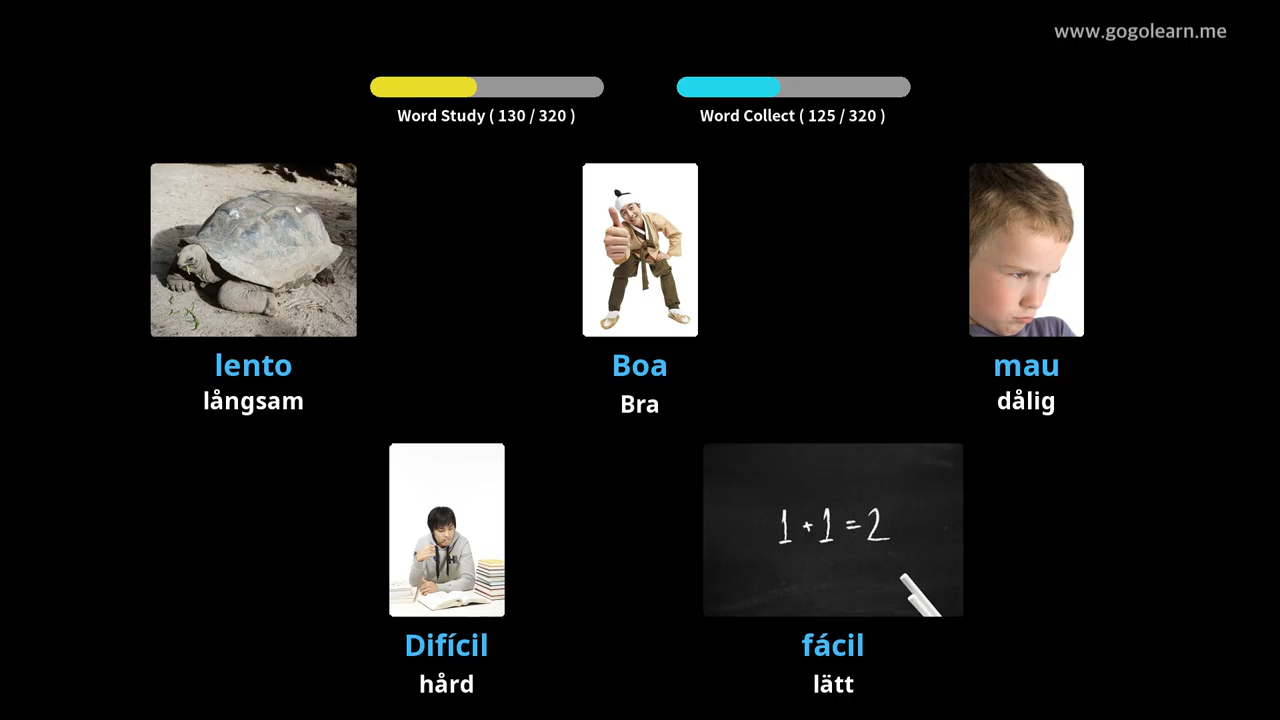 www.gogolearn.me
Word Study ( 130 / 320 )
Word Collect ( 125 / 320 )
lento
långsam
Boa
Bra
mau
dålig
1 + 1 = 2
Difícil
hård
fácil
lätt